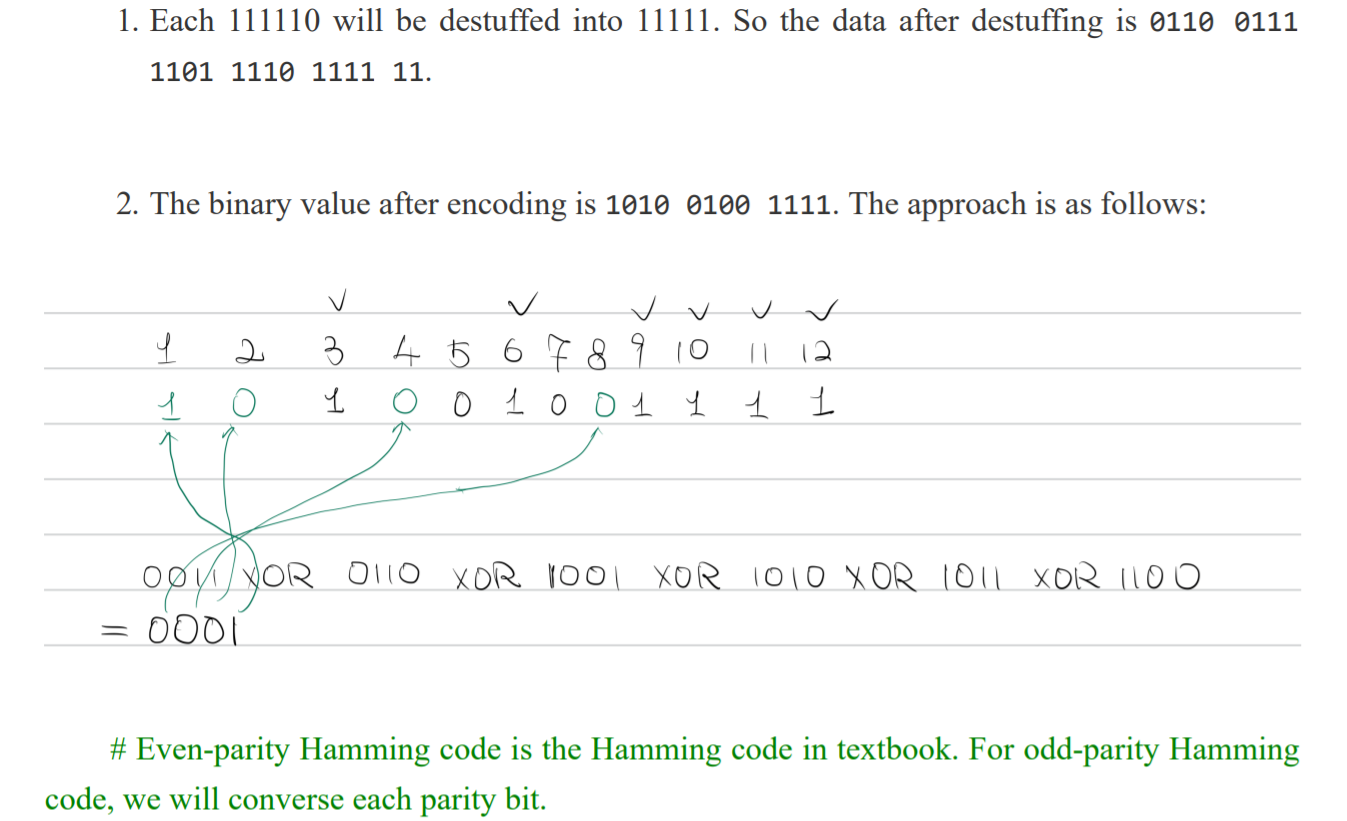 1. Each 111110 will be destuffed into 11111. So the data after destuffing is 0110 0111
1101 1110 1111 11.
2. The binary value after encoding is 1010 0100 1111. The approach is as follows:
1 2 3 4 5 6 7 8 9 10 11 12
1 0 1 0 0 1 0 0 1 1 1 1
0011 XOR 0110 XOR 1001 XOR 1010 XOR 1011 XOR 1100
= 0001
# Even-parity Hamming code is the Hamming code in textbook. For odd-parity Hamming
code, we will converse each parity bit.